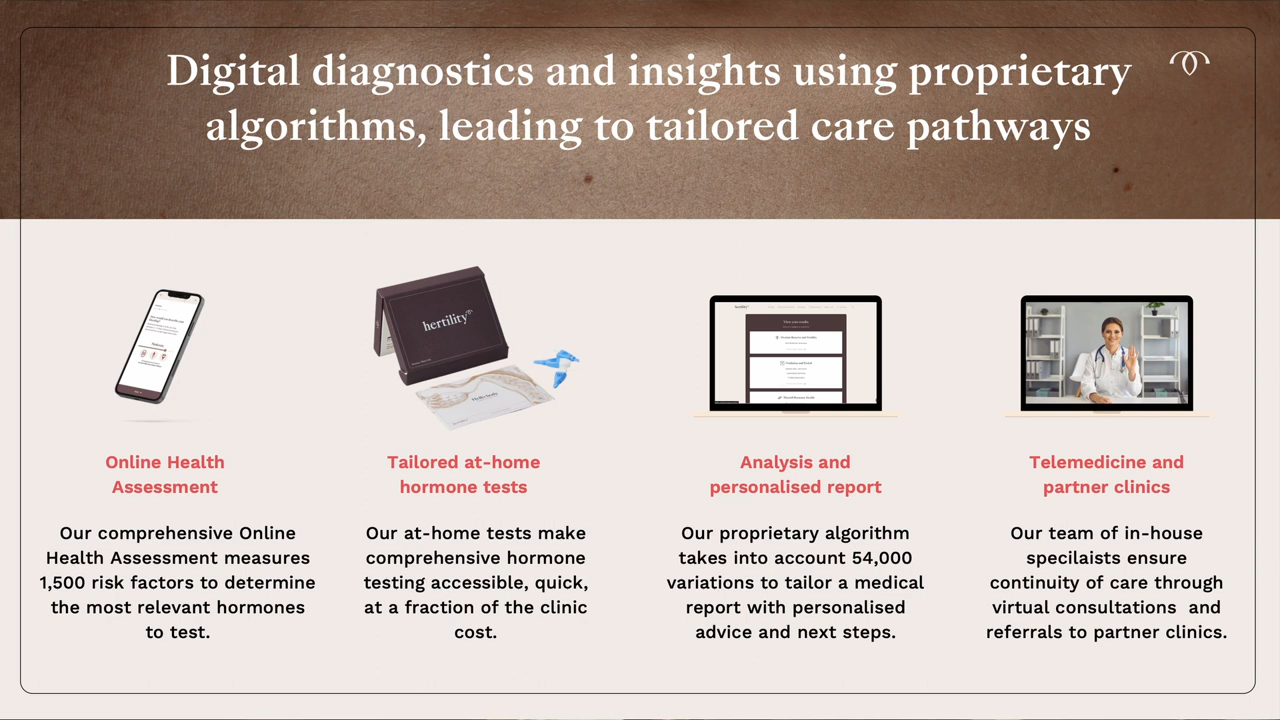 Digital diagnostics and insights using proprietary
algorithms, leading to tailored care pathways
hertility
Online Health
Assessment
Our comprehensive Online
Health Assessment measures
1,500 risk factors to determine
the most relevant hormones
to test.
Tailored at-home
hormone tests
Our at-home tests make
comprehensive hormone
testing accessible, quick,
at a fraction of the clinic
cost.
Analysis and
personalised report
Our proprietary algorithm
takes into account 54,000
variations to tailor a medical
report with personalised
advice and next steps.
Telemedicine and
partner clinics
Our team of in-house
specilaists ensure
continuity of care through
virtual consultations  and
referrals to partner clinics.